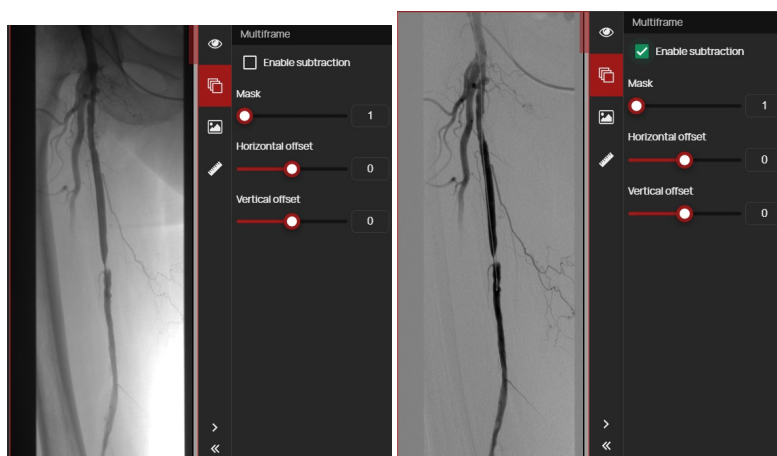 Multiframe
Enable subtraction
Mask
1
Horizontal offset
0
Vertical offset
0
Multiframe
Enable subtraction
Mask
1
Horizontal offset
0
Vertical offset
0